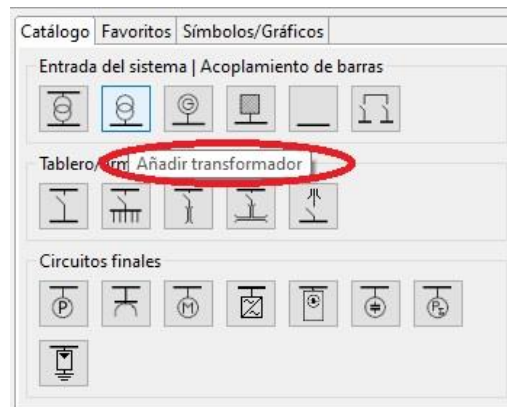 Catálogo Favoritos Símbolos/Gráficos
Entrada del sistema | Acoplamiento de barras
G
Añadir transformador
Circuitos finales
P M